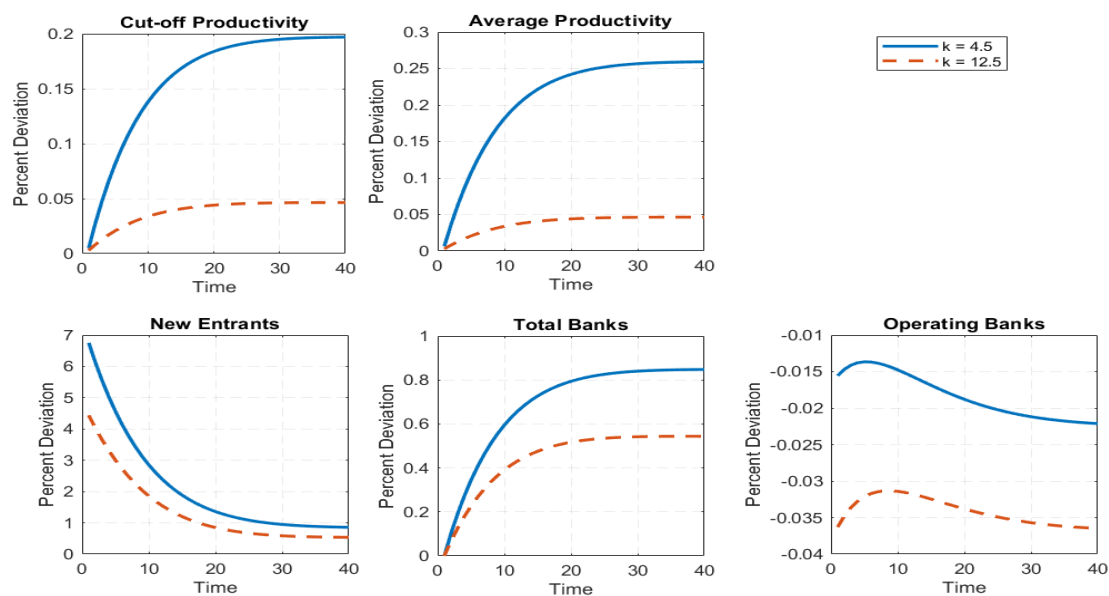 Cut-off Productivity
Percent Deviation
0.2
0.15
0.1
0.05
0
0 10 20 30 40
Time
Average Productivity
Percent Deviation
0.3
0.25
0.2
0.15
0.1
0.05
0
0 10 20 30 40
Time
k = 4.5
k = 12.5
New Entrants
Percent Deviation
7
6
5
4
3
2
1
0
0 10 20 30 40
Time
Total Banks
Percent Deviation
1
0.8
0.6
0.4
0.2
0
0 10 20 30 40
Time
Operating Banks
Percent Deviation
-0.01
-0.015
-0.02
-0.025
-0.03
-0.035
-0.04
0 10 20 30 40
Time